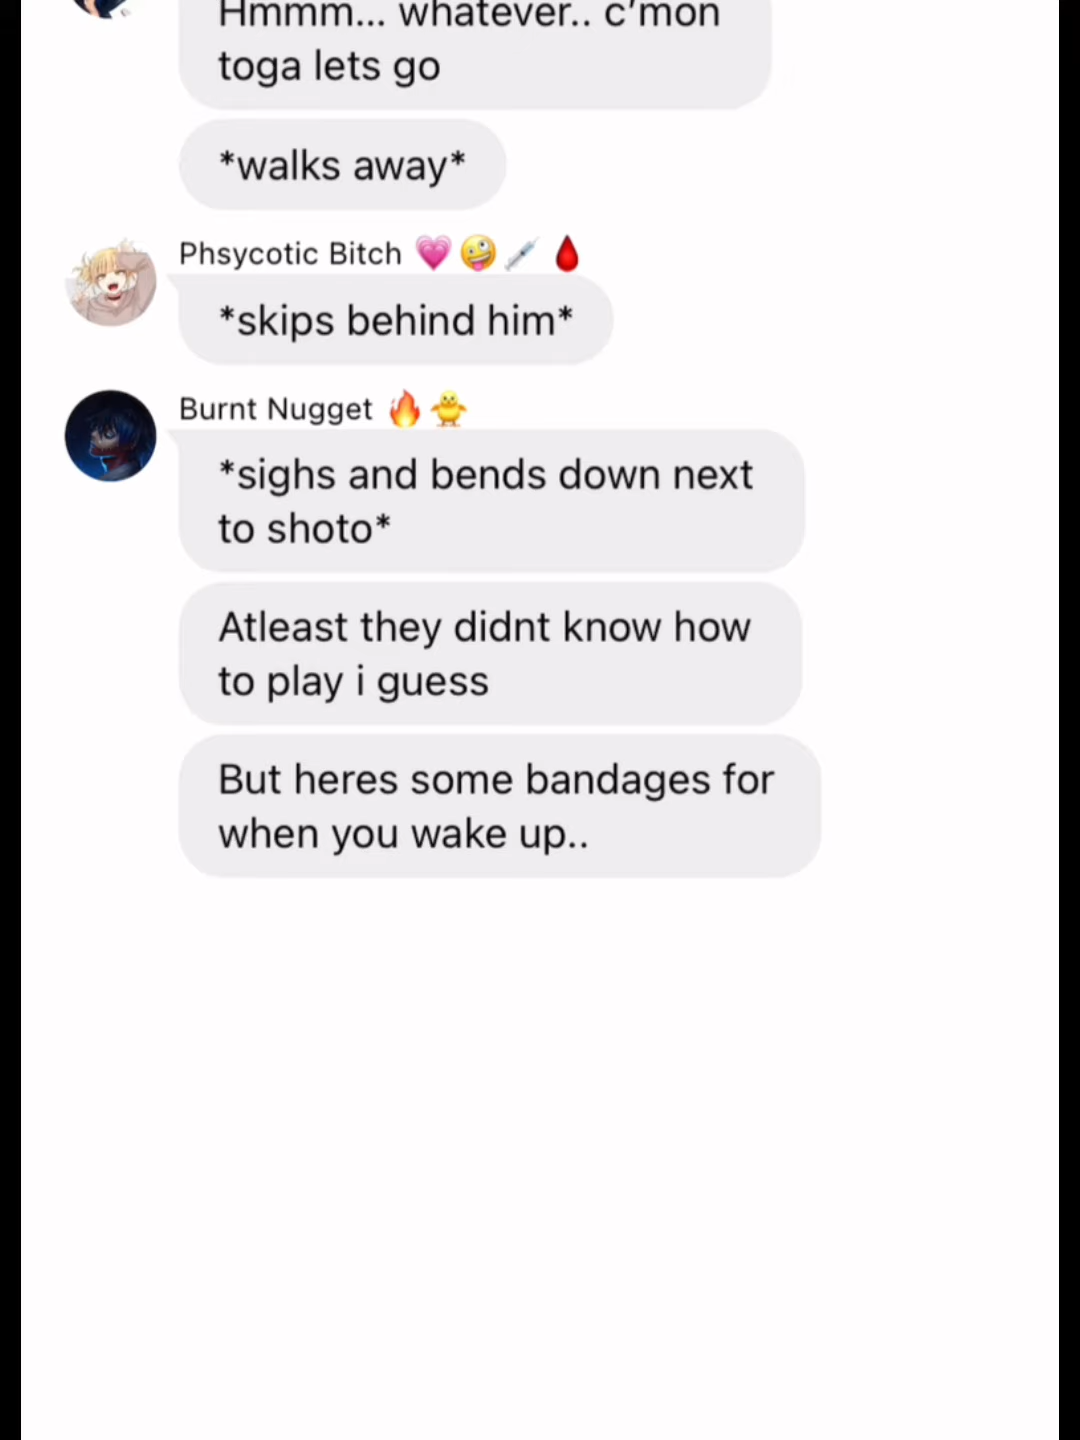 Hmmm... whatever.. c'mon
toga lets go
*walks away*
Phsycotic Bitch 💗🤪💉🩸
*skips behind him*
Burnt Nugget 🔥🐥
*sighs and bends down next
to shoto*
Atleast they didnt know how
to play i guess
But heres some bandages for
when you wake up..